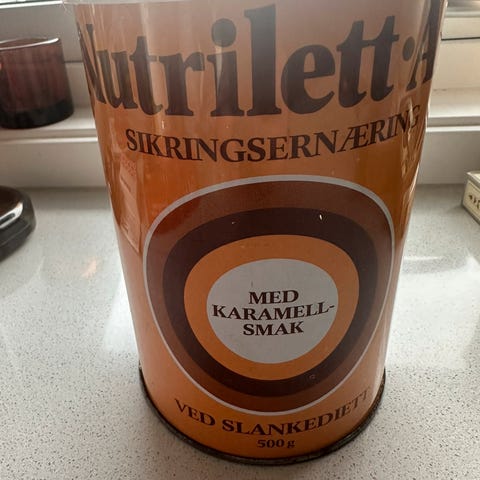 Nutrilett·A
SIKRINGSERNÆRING
MED
KARAMELL-
SMAK
VED SLANKEDIETT
500 g